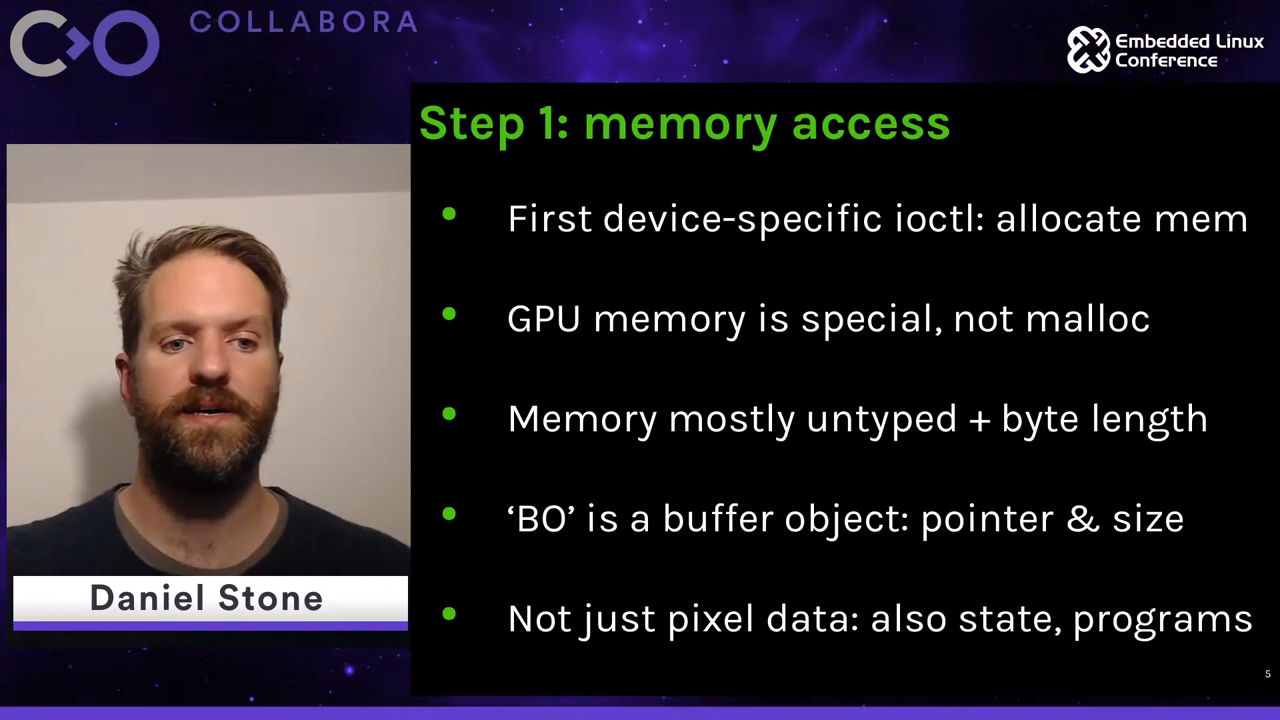 COLLABORA
Embedded Linux
Conference
Step 1: memory access
First device-specific ioctl: allocate mem
GPU memory is special, not malloc
Memory mostly untyped + byte length
‘BO’ is a buffer object: pointer & size
Not just pixel data: also state, programs
Daniel Stone
5